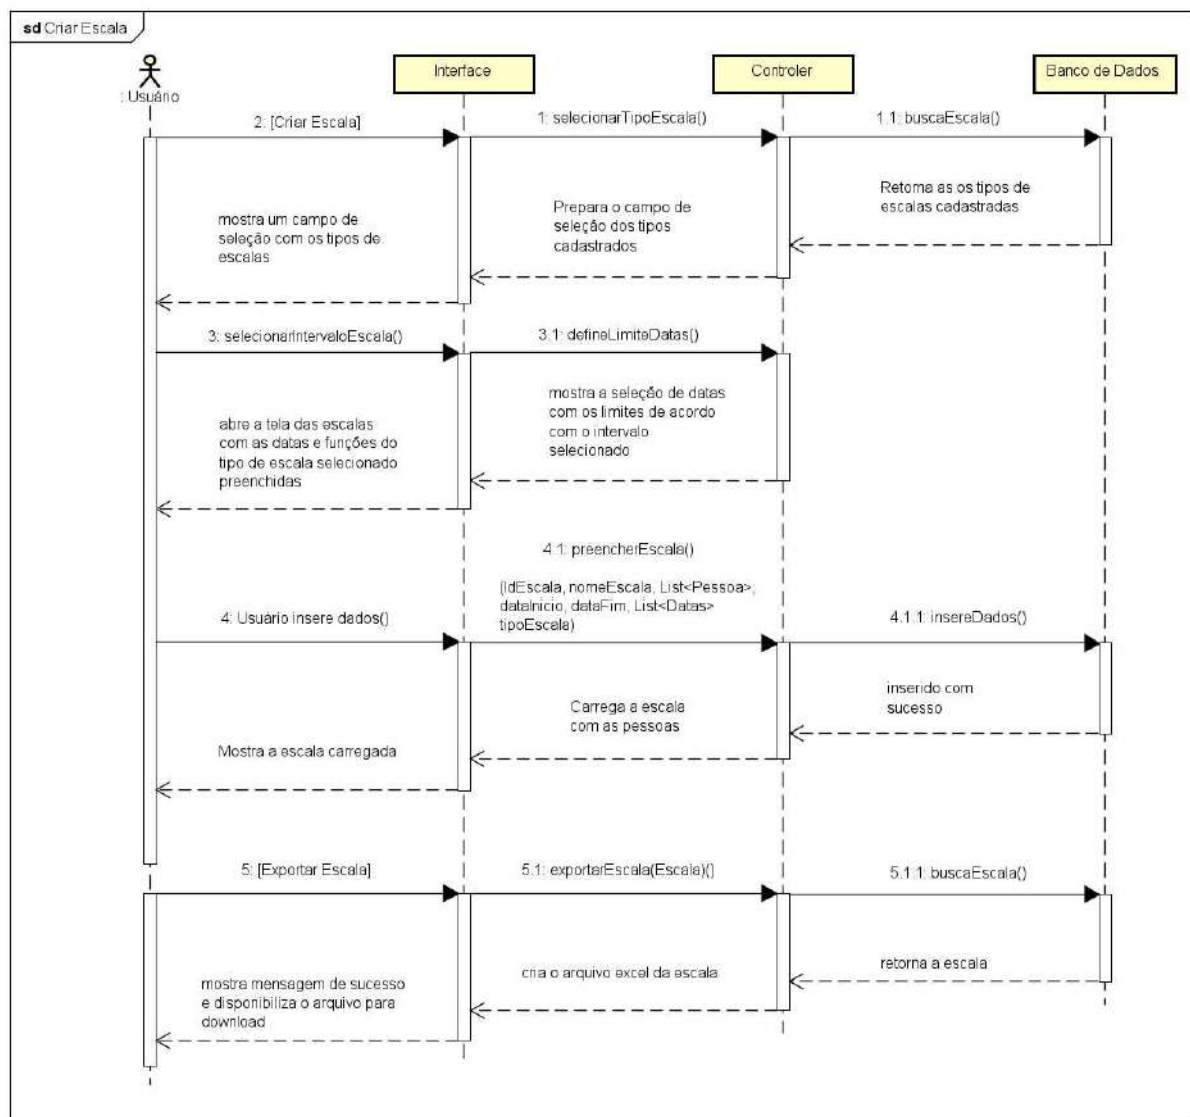 sd Criar Escala
: Usuário
Interface
Controler
Banco de Dados
2: [Criar Escala]
1: selecionarTipoEscala()
1.1: buscaEscala()
Retorna as os tipos de
escalas cadastradas
Prepara o campo de
seleção dos tipos
cadastrados
mostra um campo de
seleção com os tipos de
escalas
3: selecionarIntervaloEscala()
3.1: defineLimiteDatas()
mostra a seleção de datas
com os limites de acordo
com o intervalo
selecionado
abre a tela das escalas
com as datas e funções do
tipo de escala selecionado
preenchidas
4.1: preencherEscala()
(IdEscala, nomeEscala, List<Pessoa>,
dataInicio, dataFim, List<Datas>
tipoEscala)
4: Usuário insere dados()
4.1.1: insereDados()
inserido com
sucesso
Carrega a escala
com as pessoas
Mostra a escala carregada
5: [Exportar Escala]
5.1: exportarEscala(Escala)()
5.1.1: buscaEscala()
retorna a escala
cria o arquivo excel da escala
mostra mensagem de sucesso
e disponibiliza o arquivo para
download